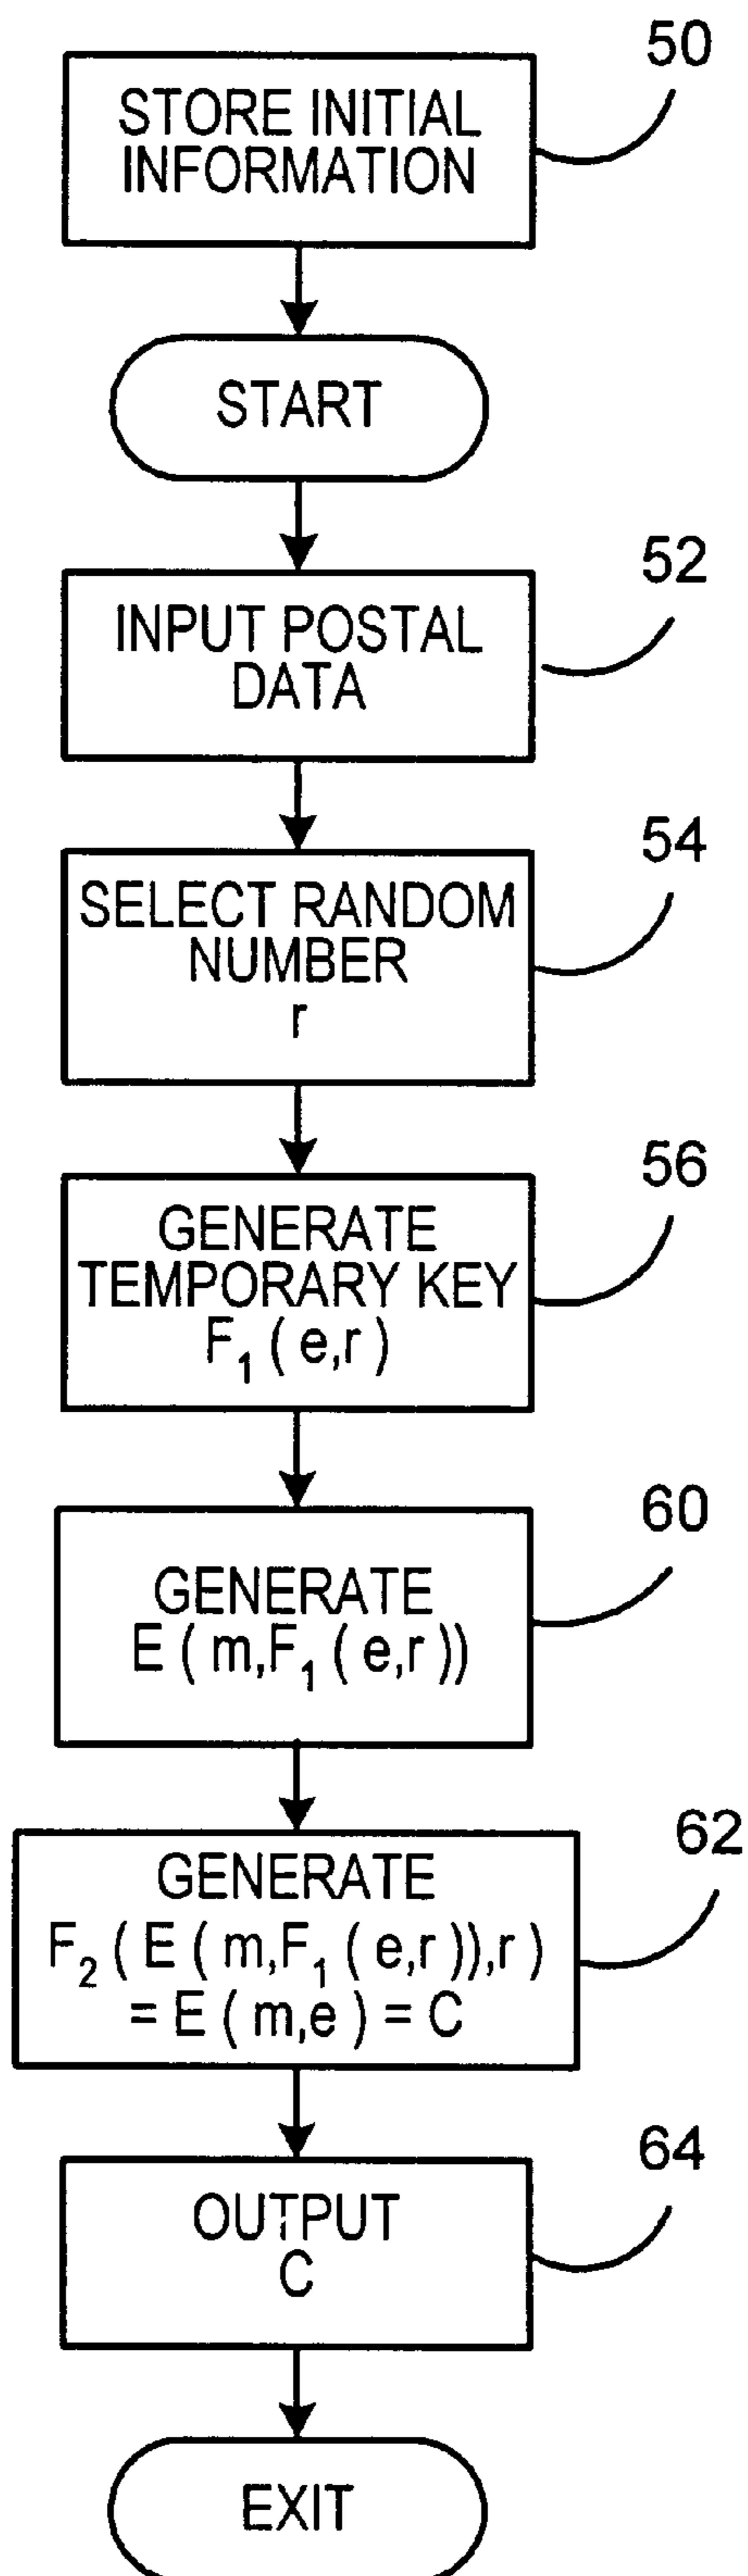 50
STORE INITIAL
INFORMATION
START
52
INPUT POSTAL
DATA
54
SELECT RANDOM
NUMBER
r
56
GENERATE
TEMPORARY KEY
F₁ ( e,r )
60
GENERATE
E ( m,F₁ ( e,r ))
62
GENERATE
F₂ ( E ( m,F₁ ( e,r )),r )
= E ( m,e ) = C
64
OUTPUT
C
EXIT